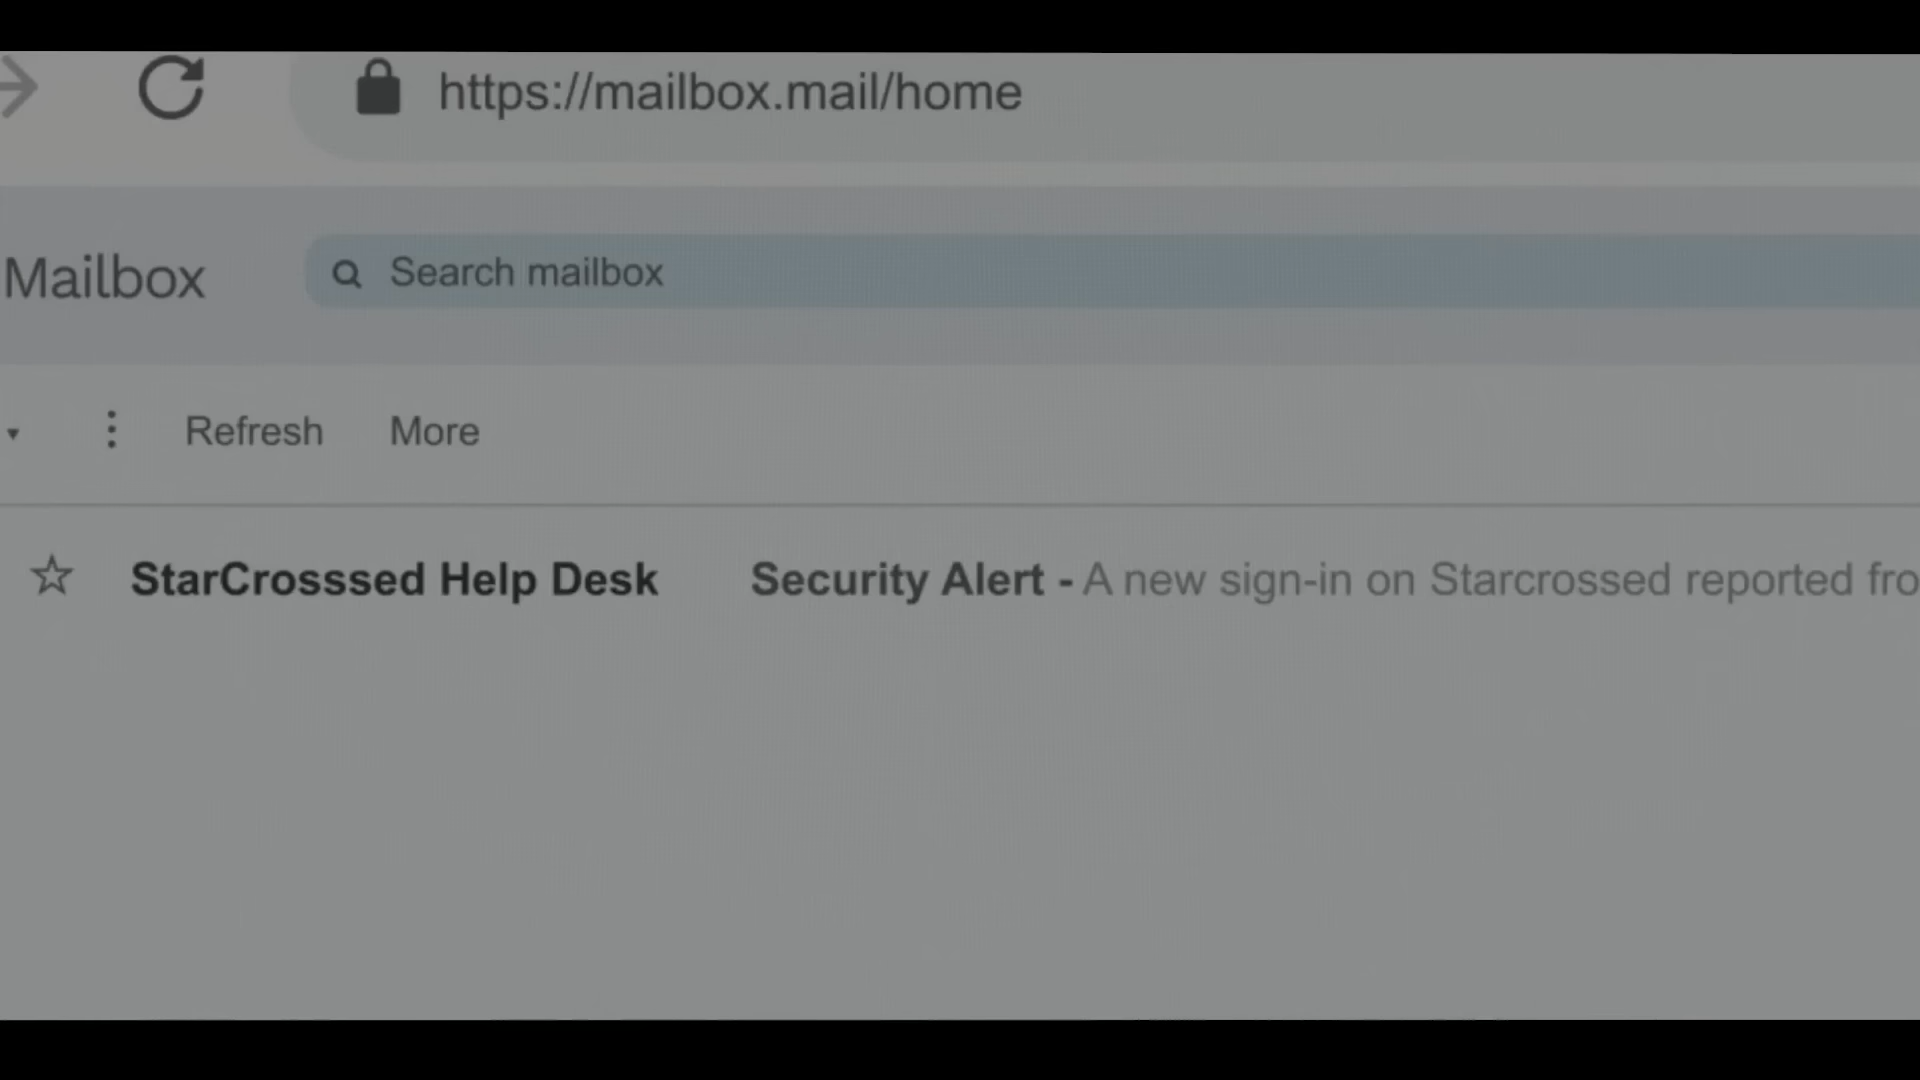 https://mailbox.mail/home
Mailbox
Search mailbox
Refresh More
StarCrosssed Help Desk Security Alert - A new sign-in on Starcrossed reported fro